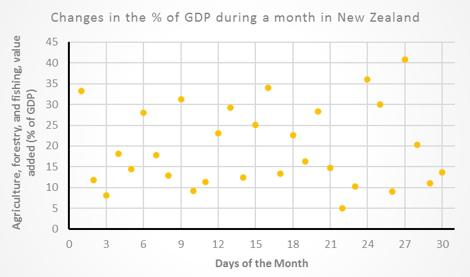 Changes in the % of GDP during a month in New Zealand
Agriculture, forestry, and fishing, value
added (% of GDP)
45
40
35
30
25
20
15
10
5
0
0 3 6 9 12 15 18 21 24 27 30
Days of the Month